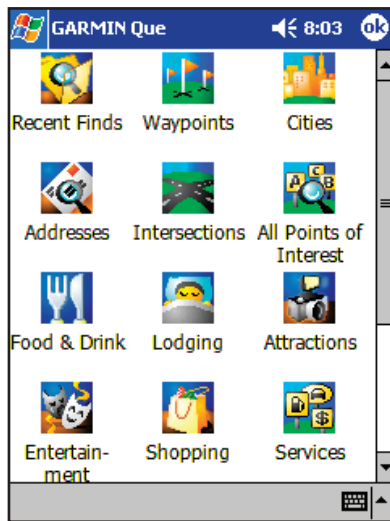 GARMIN Que 8:03 ok
Recent Finds Waypoints Cities
Addresses Intersections All Points of
Interest
Food & Drink Lodging Attractions
Entertain- Shopping Services
ment